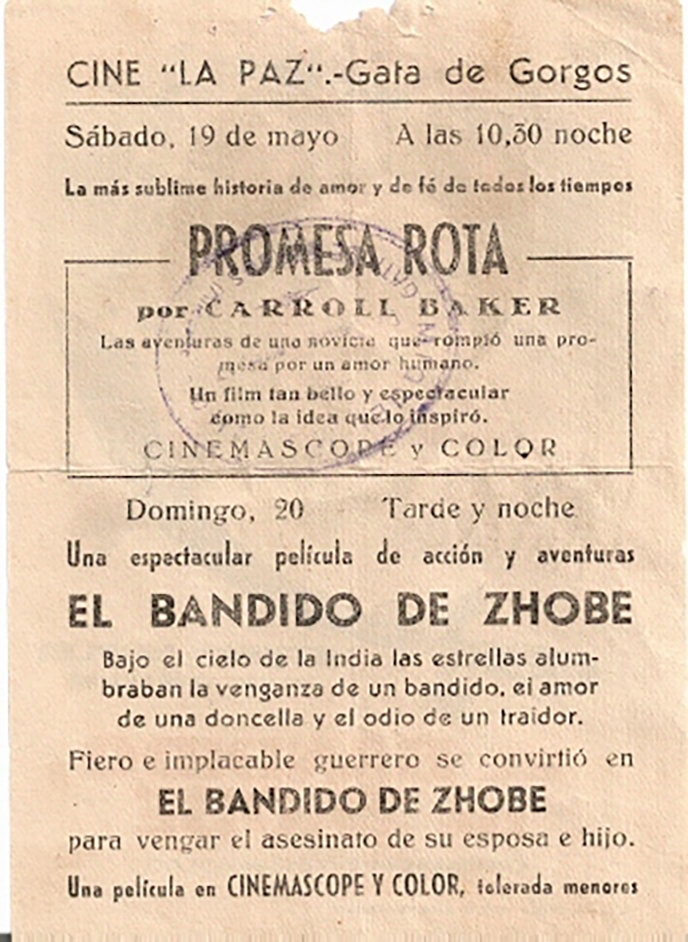 CINE “LA PAZ“.-Gata de Gorgos
Sábado, 19 de mayo A las 10,30 noche
La más sublime historia de amor y de fé de todos los tiempos
PROMESA ROTA
por CARROLL BAKER
Las aventuras de una novicia que rompió una pro-
mesa por un amor humano.
Un film tan bello y espectacular
como la idea que lo inspiró.
CINEMASCOPE y COLOR
Domingo, 20 Tarde y noche
Una espectacular película de acción y aventuras
EL BANDIDO DE ZHOBE
Bajo el cielo de la India las estrellas alum-
braban la venganza de un bandido, el amor
de una doncella y el odio de un traidor.
Fiero e implacable guerrero se convirtió en
EL BANDIDO DE ZHOBE
para vengar el asesinato de su esposa e hijo.
Una película en CINEMASCOPE Y COLOR, tolerada menores